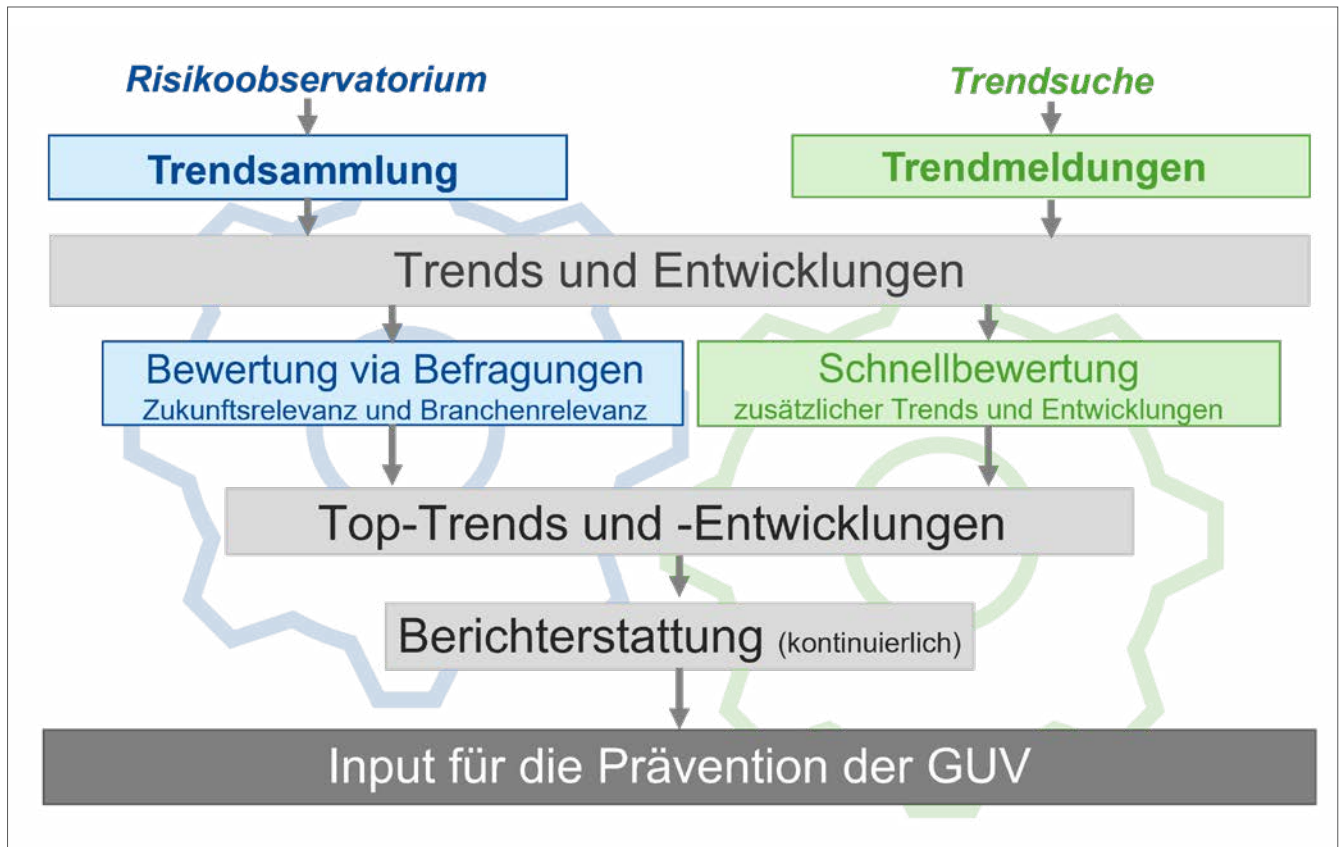 Risikoobservatorium
Trendsuche
Trendsammlung
Trendmeldungen
Trends und Entwicklungen
Bewertung via Befragungen
Zukunftsrelevanz und Branchenrelevanz
Schnellbewertung
zusätzlicher Trends und Entwicklungen
Top-Trends und -Entwicklungen
Berichterstattung (kontinuierlich)
Input für die Prävention der GUV